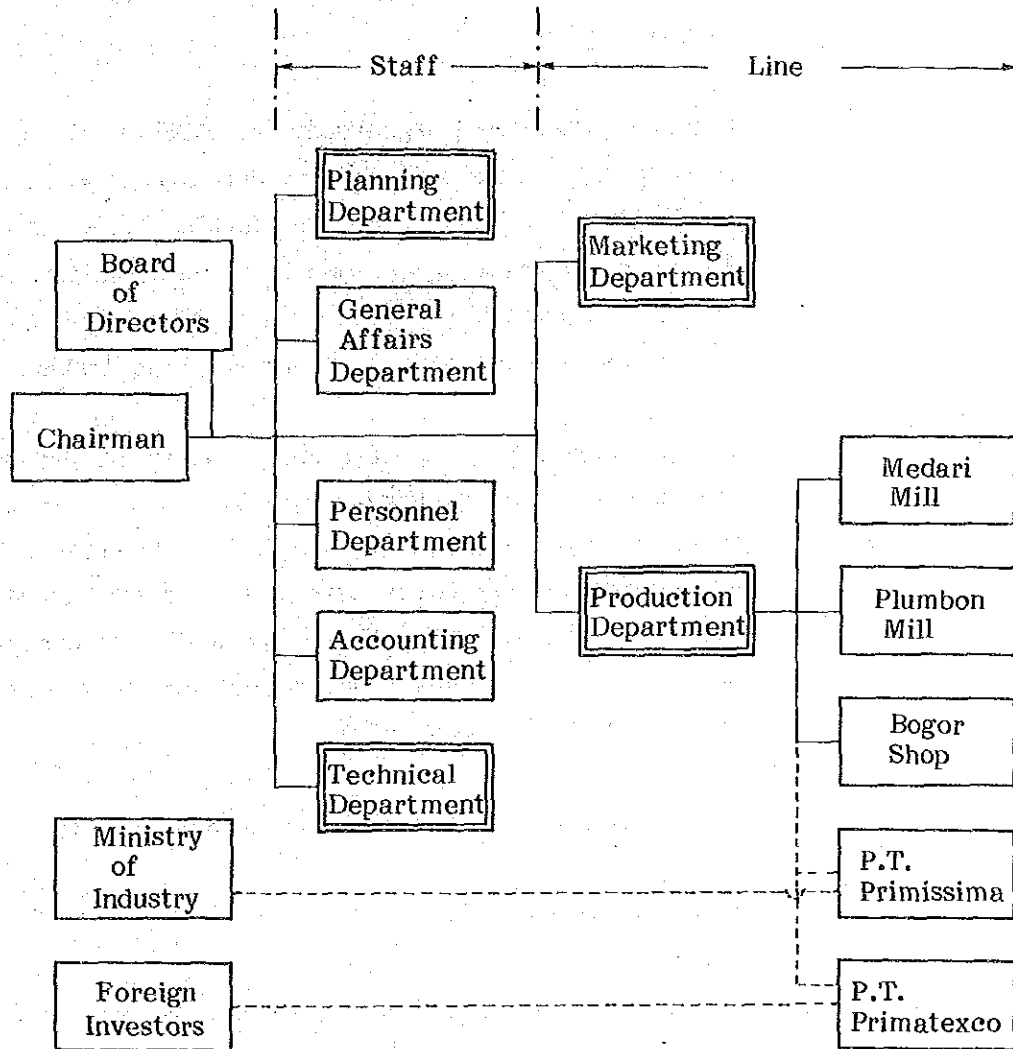 Staff
Line
Planning
Department
Board
of
Directors
General
Affairs
Department
Marketing
Department
Chairman
Medari
Mill
Personnel
Department
Production
Department
Plumbon
Mill
Accounting
Department
Bogor
Shop
Technical
Department
Ministry
of
Industry
P.T.
Primissima
Foreign
Investors
P.T.
Primatexco